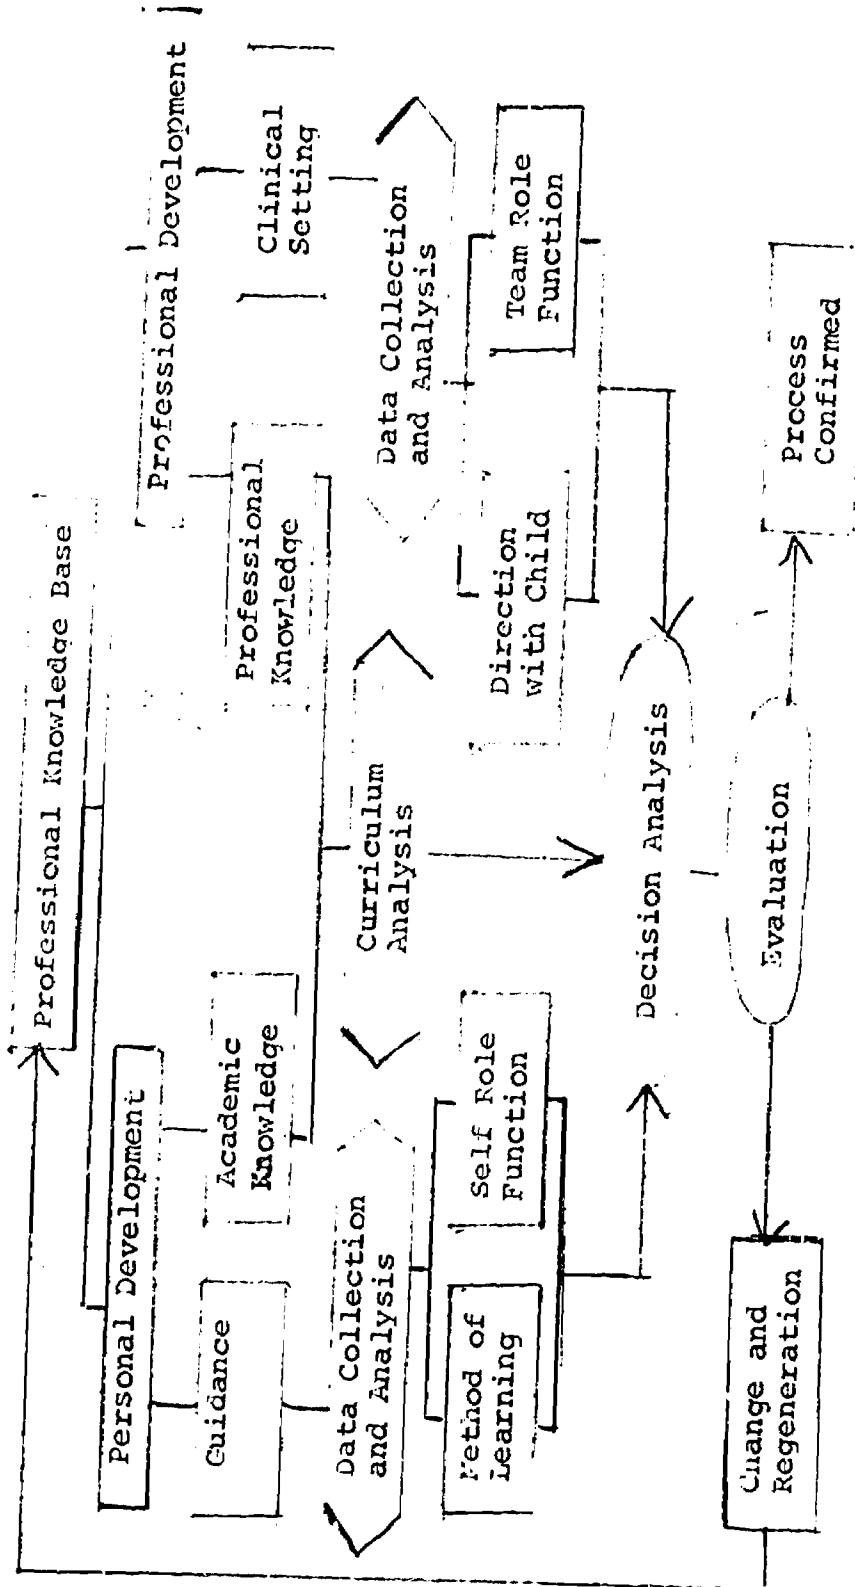 Professional Knowledge Base
Personal Development
Professional Development
Guidance
Academic
Knowledge
Professional
Knowledge
Clinical
Setting
Data Collection
and Analysis
Curriculum
Analysis
Data Collection
and Analysis
Method of
Learning
Self Role
Function
Direction
with Child
Team Role
Function
Decision Analysis
Evaluation
Change and
Regeneration
Process
Confirmed